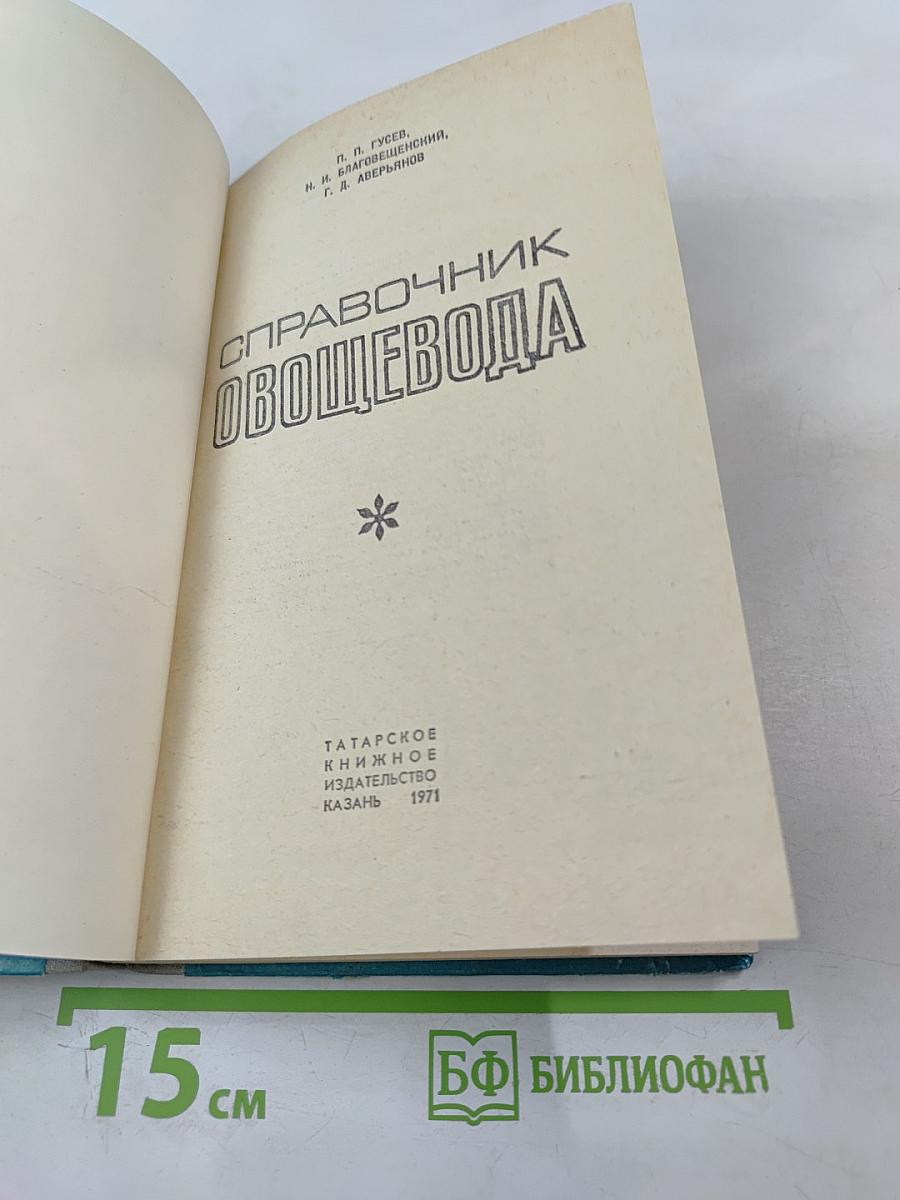 П. П. ГУСЕВ,
Н. И. БЛАГОВЕЩЕНСКИЙ,
Г. Д. АВЕРЬЯНОВ
СПРАВОЧНИК
ОВОЩЕВОДА
ТАТАРСКОЕ
КНИЖНОЕ
ИЗДАТЕЛЬСТВО
КАЗАНЬ 1971
15 см
БФ БИБЛИОФАН